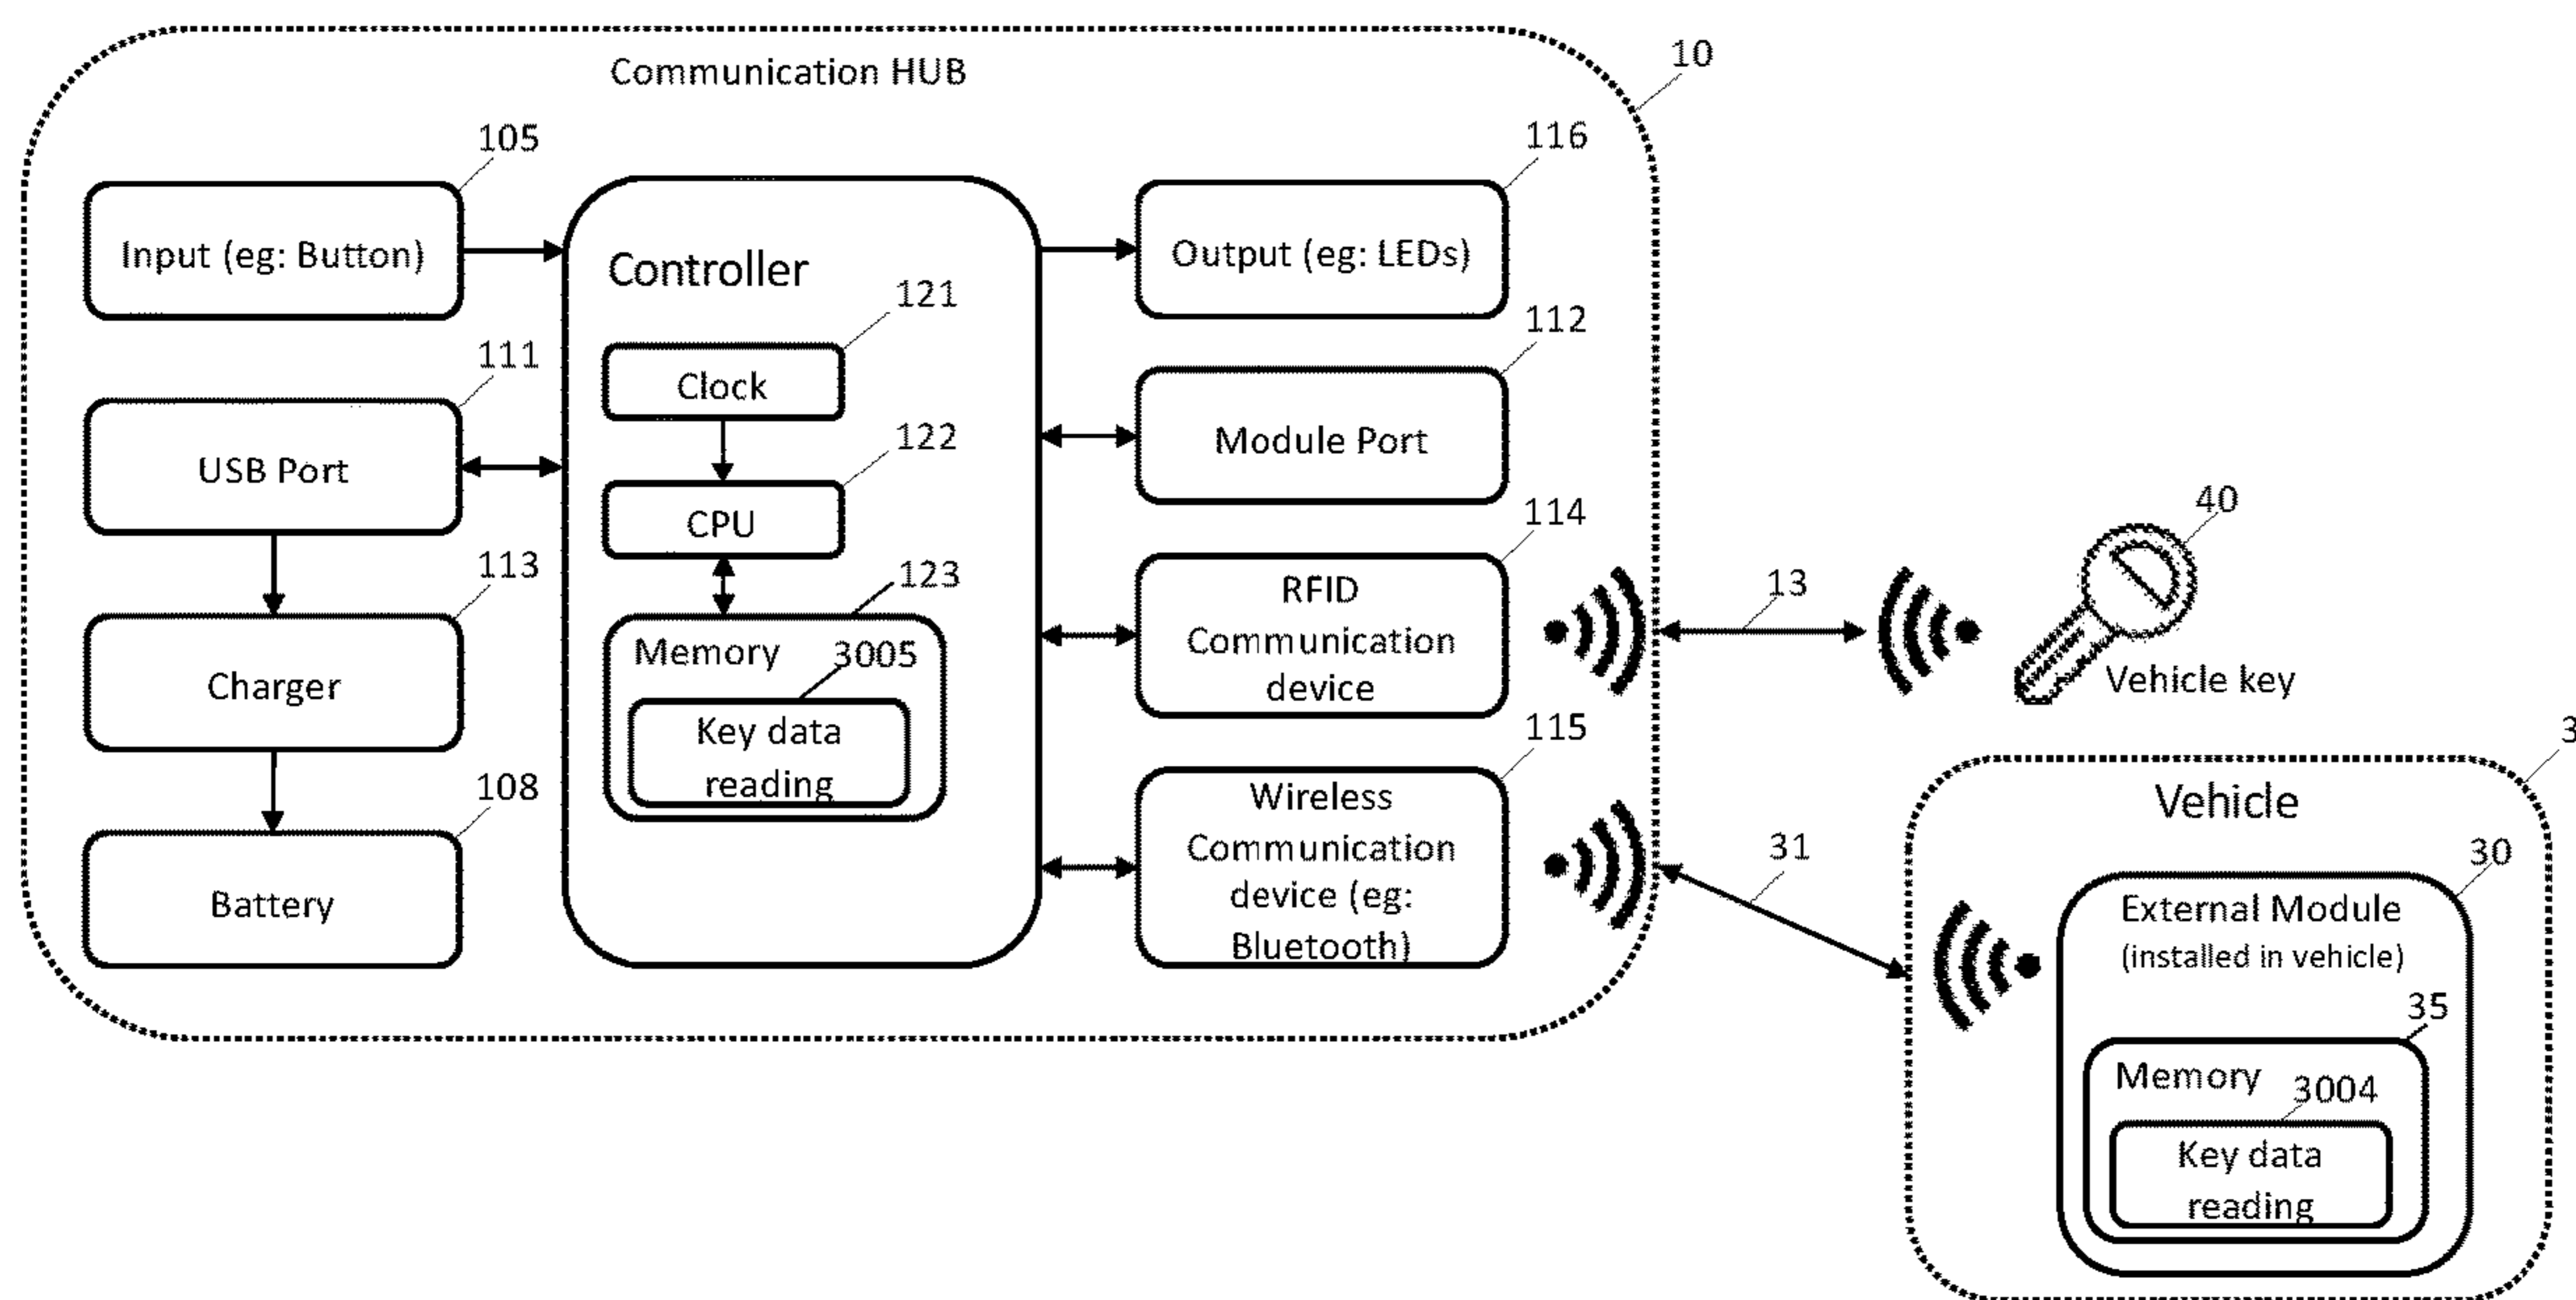 Communication HUB
10
105
Input (eg: Button)
111
USB Port
113
Charger
108
Battery
Controller
121
Clock
122
CPU
123
Memory
3005
Key data
reading
116
Output (eg: LEDs)
112
Module Port
114
RFID
Communication
device
115
Wireless
Communication
device (eg:
Bluetooth)
13
40
Vehicle key
31
3
Vehicle
30
External Module
(installed in vehicle)
35
Memory
3004
Key data
reading